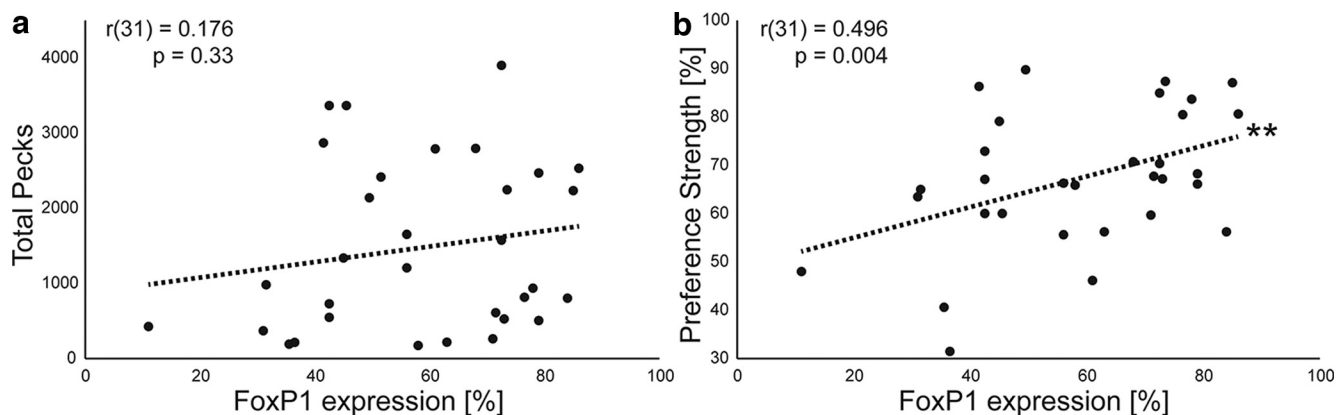 a
r(31) = 0.176
p = 0.33
Total Pecks
4000
3000
2000
1000
0
0 20 40 60 80 100
FoxP1 expression [%]
b
r(31) = 0.496
p = 0.004
Preference Strength [%]
100
90
80
70
60
50
40
30
**
0 20 40 60 80 100
FoxP1 expression [%]